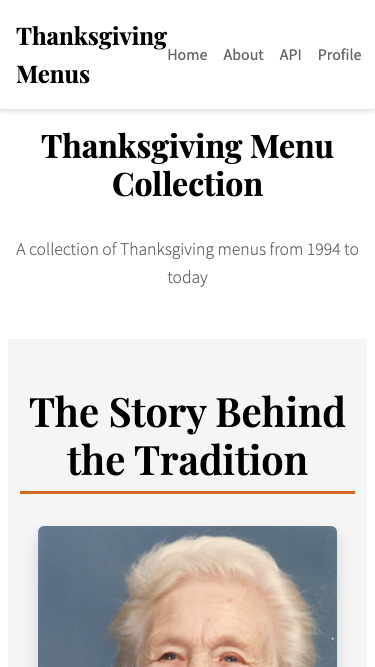 Thanksgiving
Menus
Home About API Profile
Thanksgiving Menu
Collection
A collection of Thanksgiving menus from 1994 to
today
The Story Behind
the Tradition